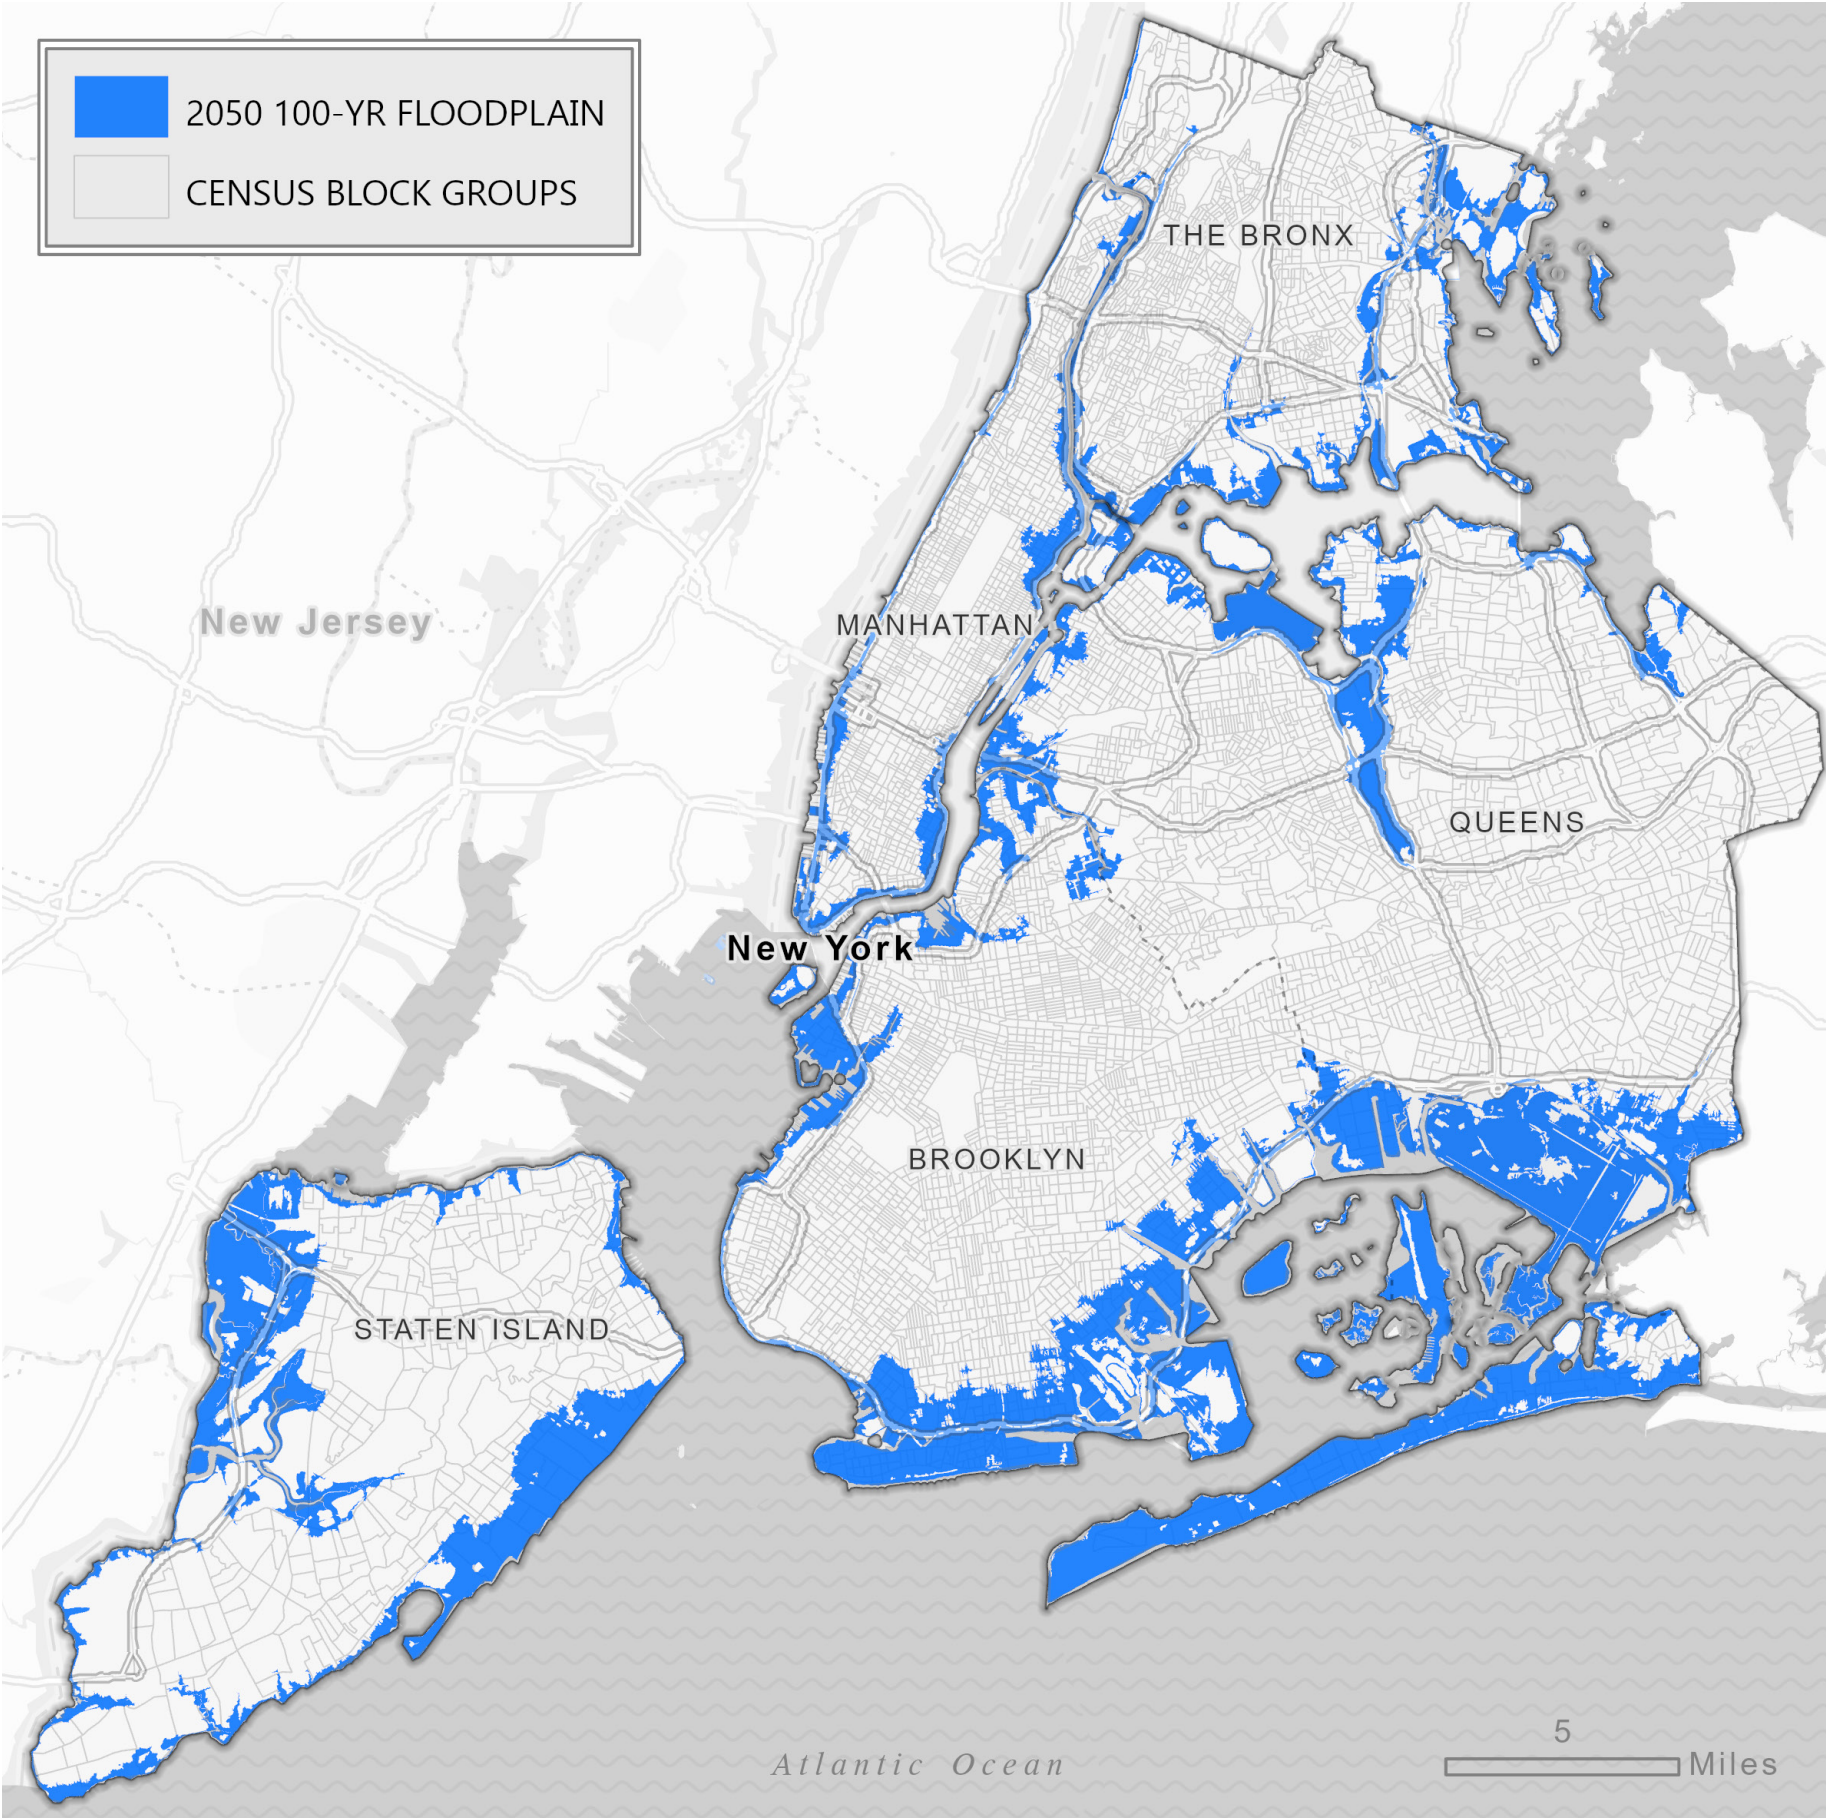 2050 100-YR FLOODPLAIN
CENSUS BLOCK GROUPS
THE BRONX
New Jersey
MANHATTAN
QUEENS
New York
BROOKLYN
STATEN ISLAND
5
Atlantic Ocean
Miles